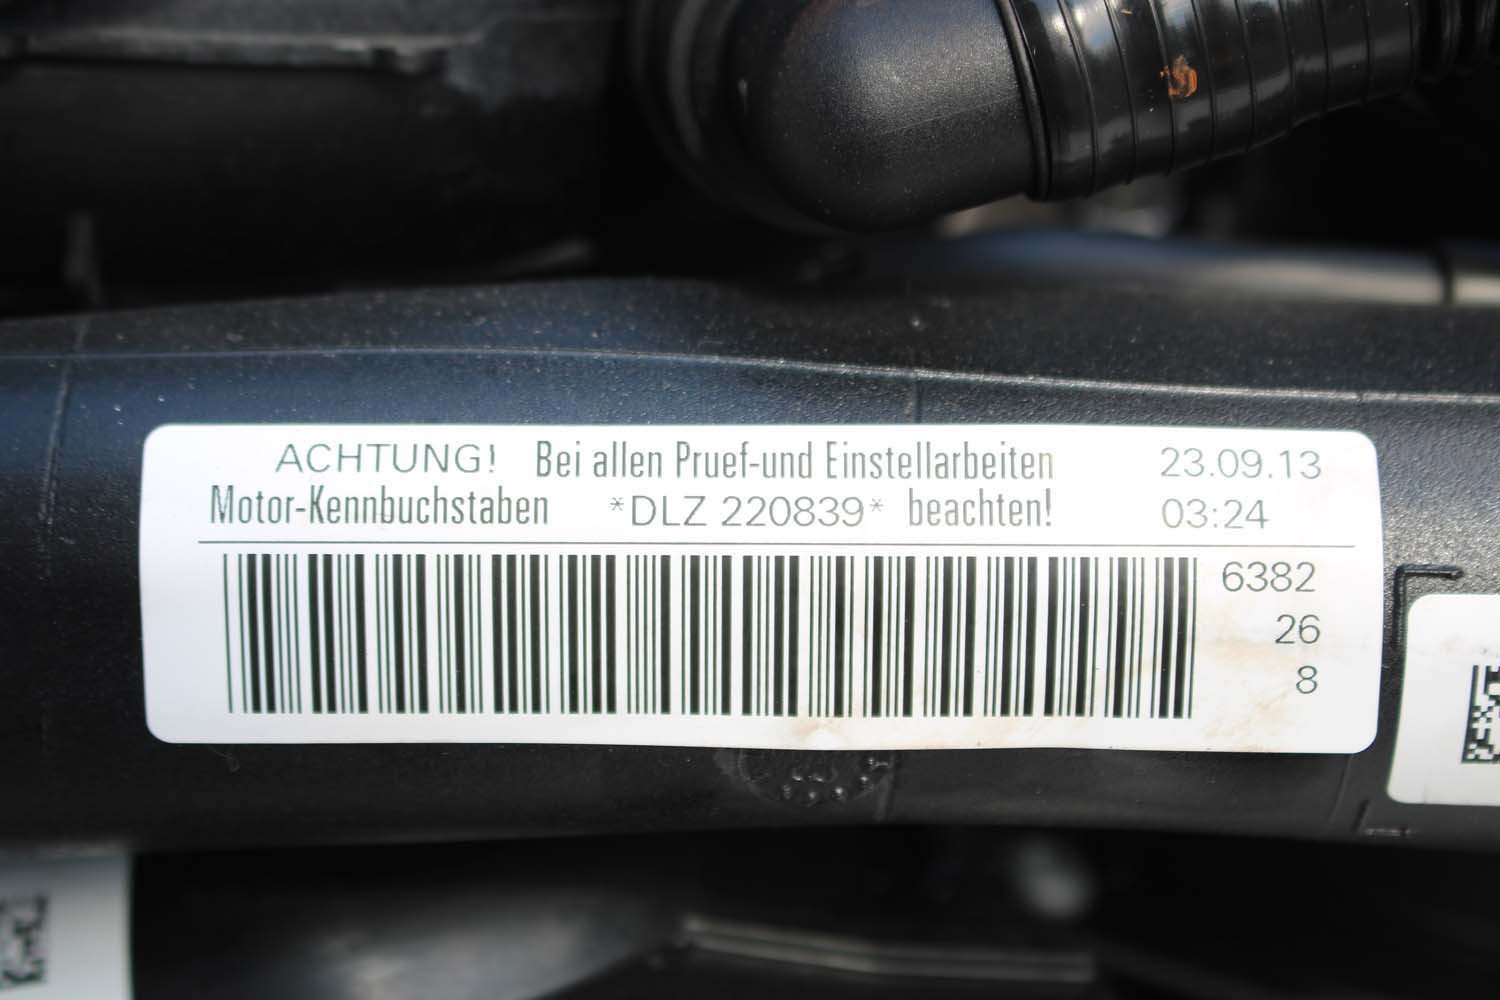 ACHTUNG! Bei allen Pruef-und Einstellarbeiten 23.09.13
Motor-Kennbuchstaben *DLZ 220839* beachten! 03:24
6382
26
8